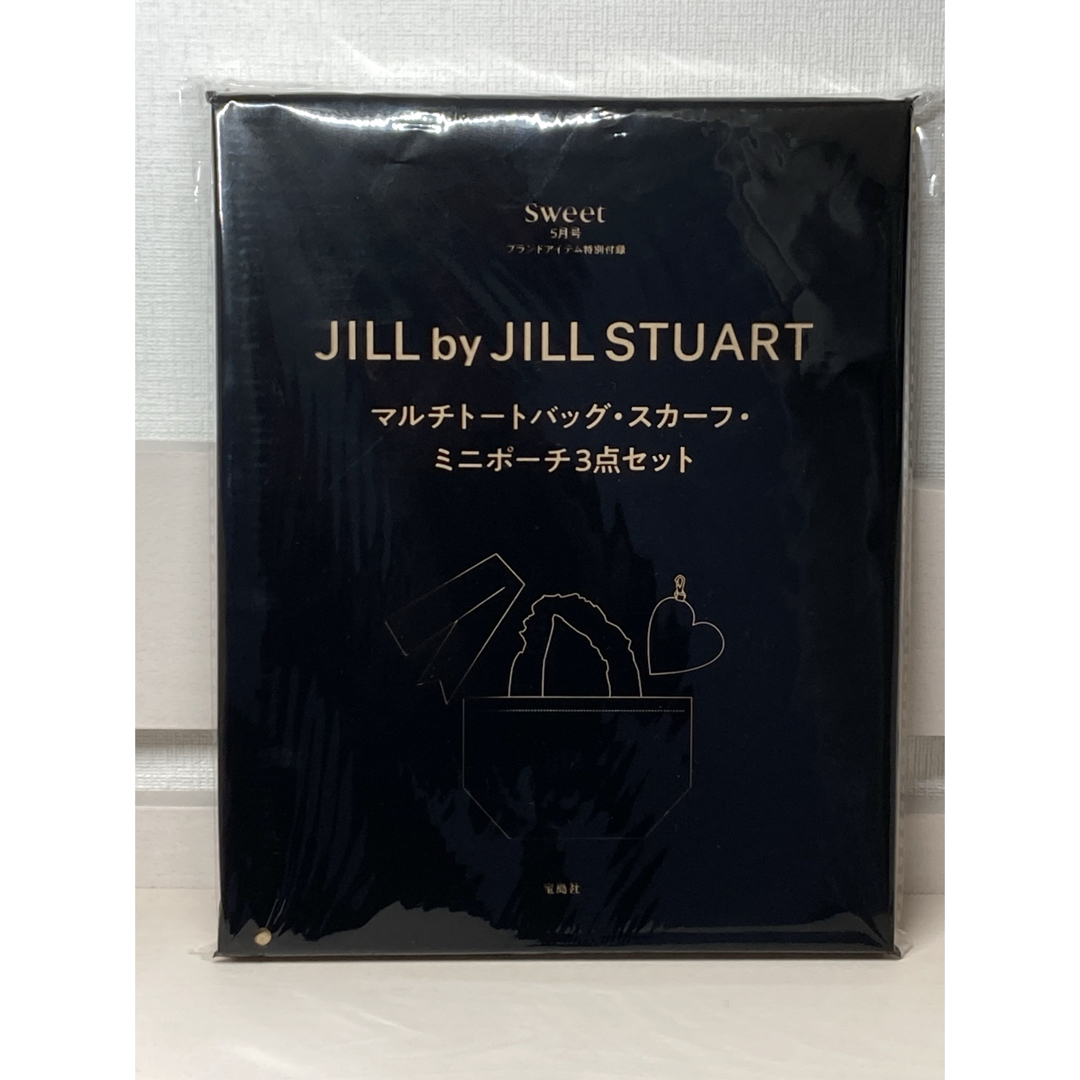 Sweet
5月号
ブランドアイテム特別付録
JILL by JILL STUART
マルチトートバッグ・スカーフ・
ミニポーチ3点セット
宝島社